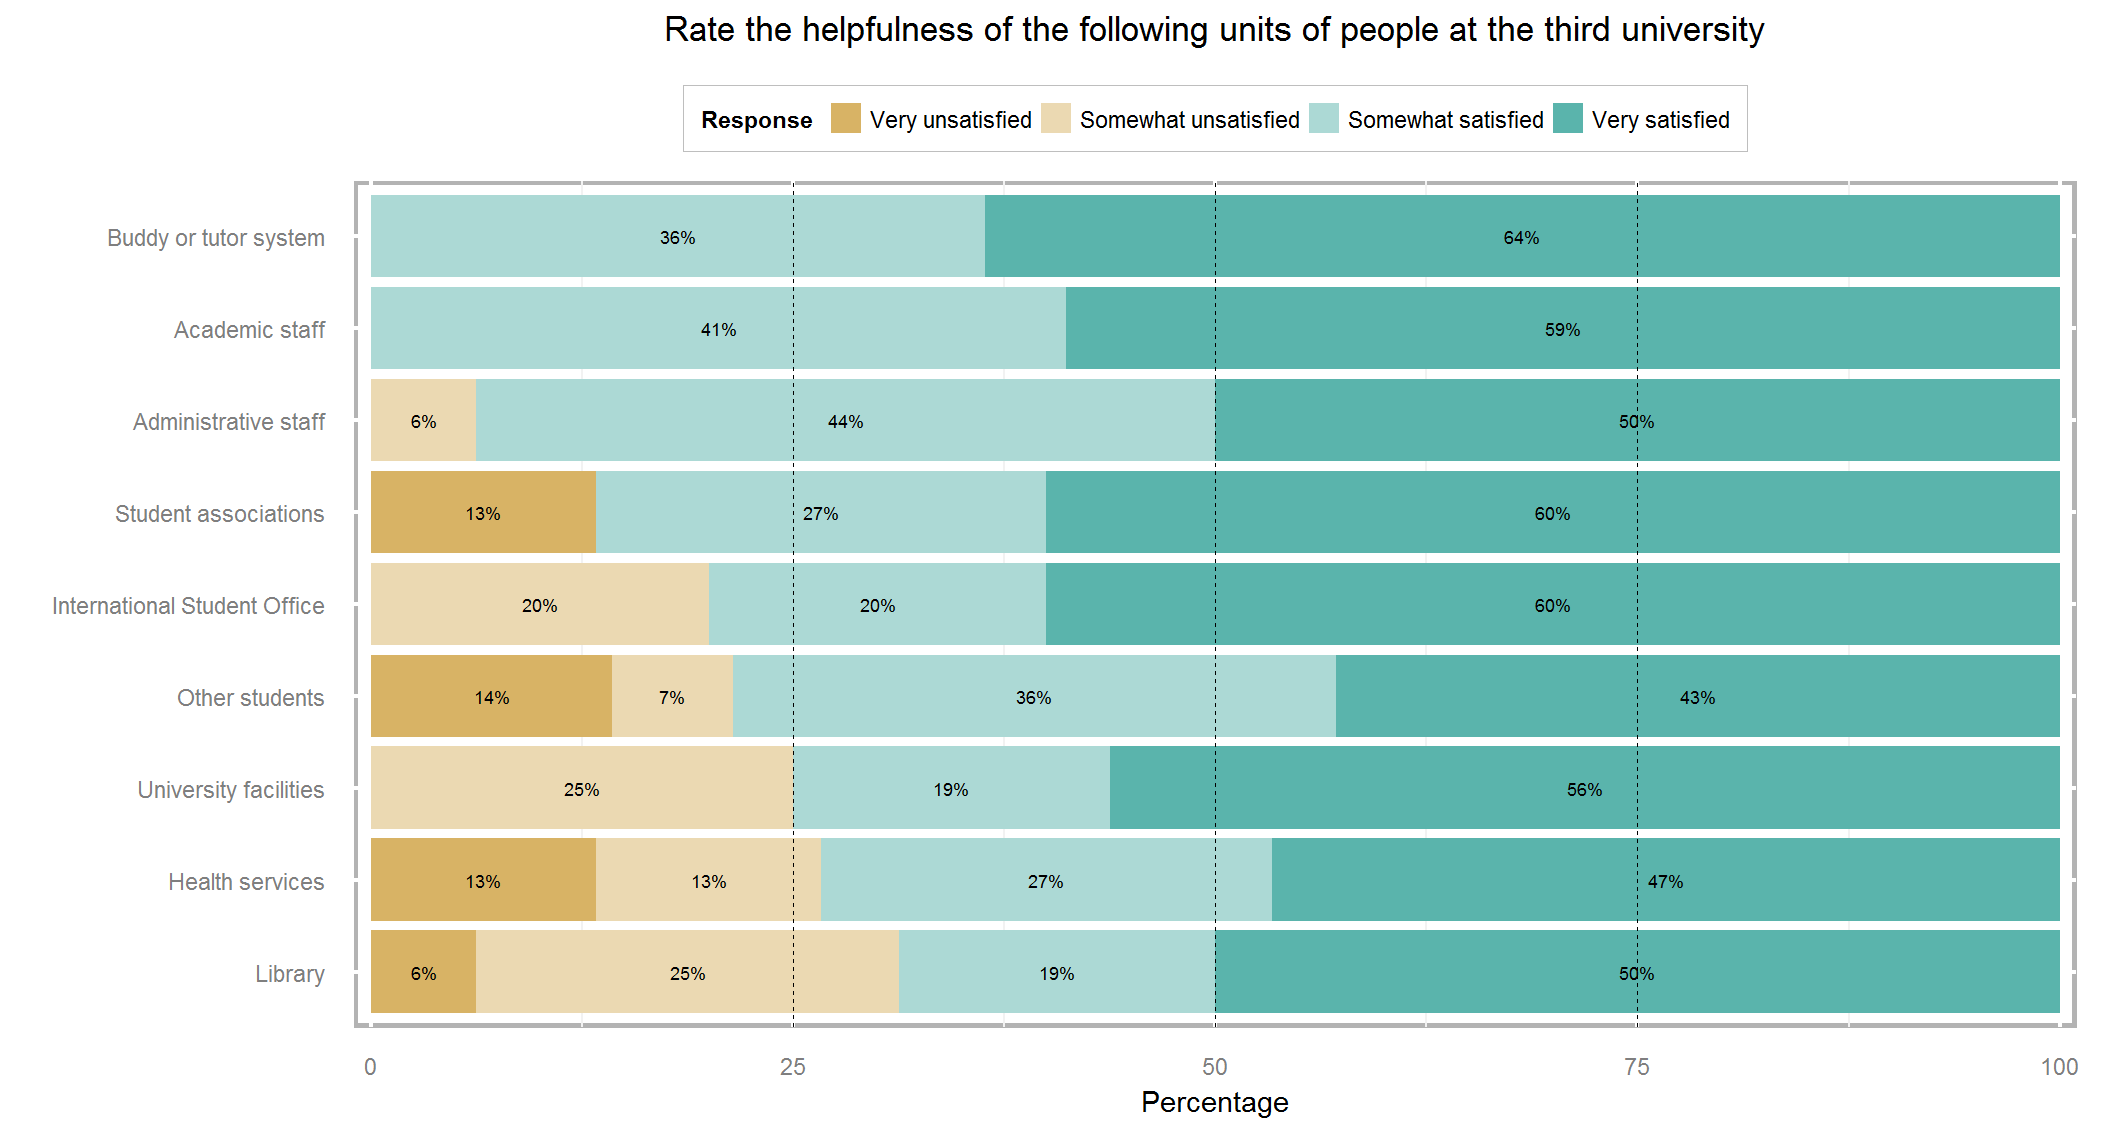 Rate the helpfulness of the following units of people at the third university
Response Very unsatisfied Somewhat unsatisfied Somewhat satisfied Very satisfied
Buddy or tutor system 36% 64%
Academic staff 41% 59%
Administrative staff 6% 44% 50%
Student associations 13% 27% 60%
International Student Office 20% 20% 60%
Other students 14% 7% 36% 43%
University facilities 25% 19% 56%
Health services 13% 13% 27% 47%
Library 6% 25% 19% 50%
0 25 50 75 100
Percentage